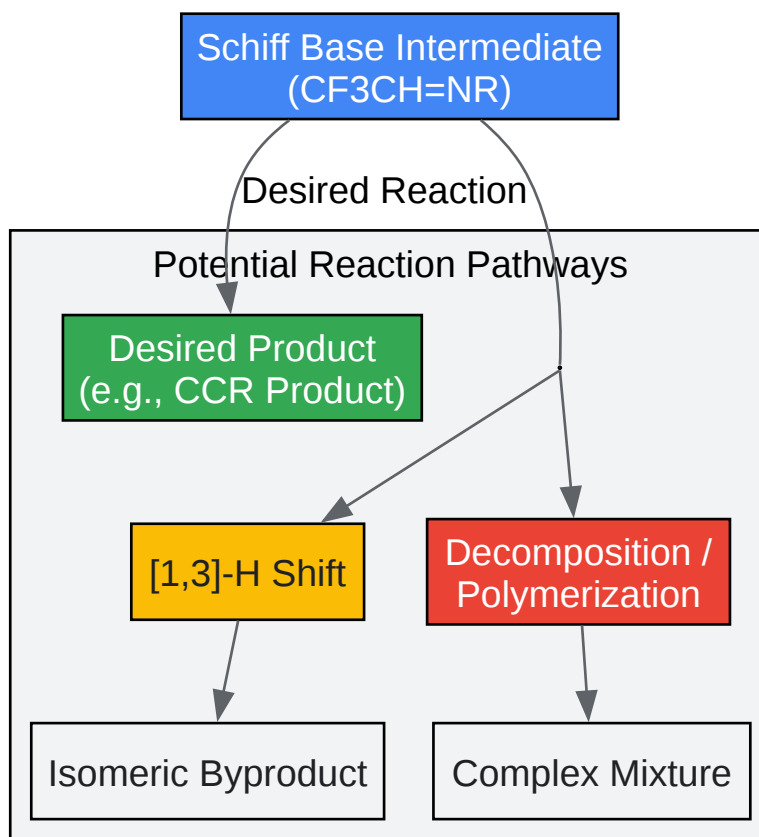 Schiff Base Intermediate
(CF3CH=NR)
Desired Reaction
Potential Reaction Pathways
Desired Product
(e.g., CCR Product)
[1,3]-H Shift
Decomposition /
Polymerization
Isomeric Byproduct
Complex Mixture